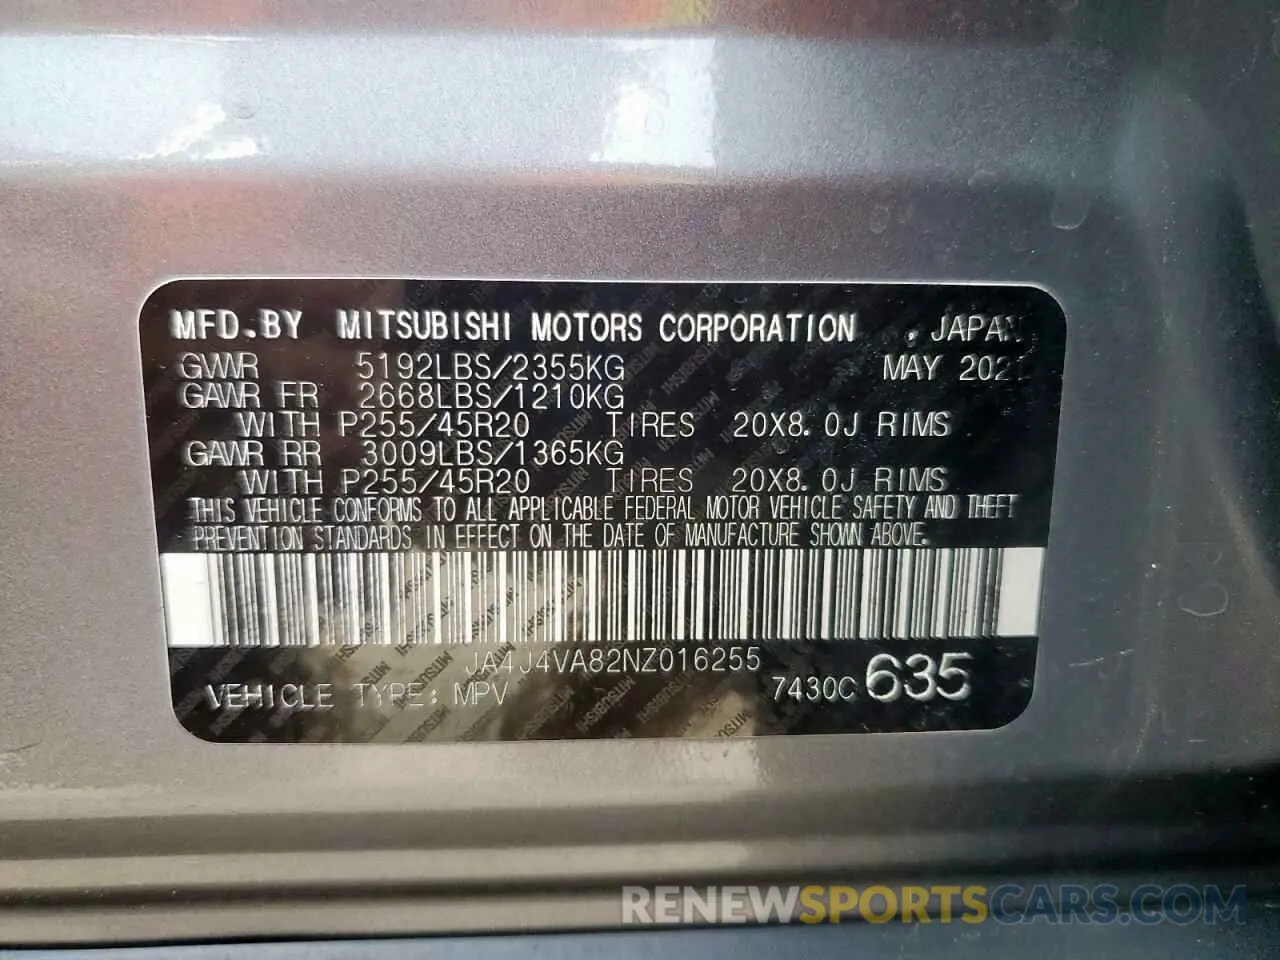 MFD.BY MITSUBISHI MOTORS CORPORATION , JAPAN
GVWR 5192LBS/2355KG MAY
GAWR FR 2668LBS/1210KG
WITH P255/45R20 TIRES 20X8.0J RIMS
GAWR RR 3009LBS/1365KG
WITH P255/45R20 TIRES 20X8.0J RIMS
THIS VEHICLE CONFORMS TO ALL APPLICABLE FEDERAL MOTOR VEHICLE SAFETY AND THEFT
PREVENTION STANDARDS IN EFFECT ON THE DATE OF MANUFACTURE SHOWN ABOVE.
JA4J4VA82NZ016255
VEHICLE TYPE: MPV 7430C 635
RENEWSPORTSCARS.COM